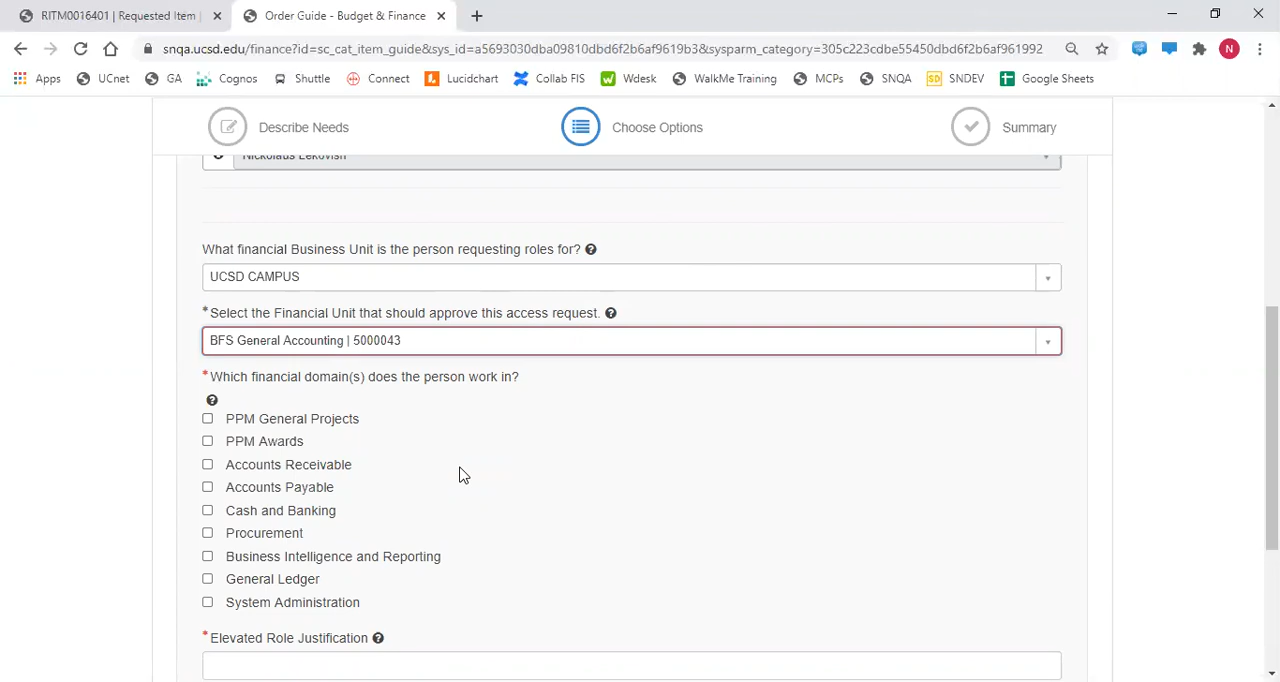 RITM0016401 | Requested Item
Order Guide - Budget & Finance
snqa.ucsd.edu/finance?id=sc_cat_item_guide&sys_id=a5693030dba09810dbd6f2b6af9619b3&sysparm_category=305c223cdbe55450dbd6f2b6af961992
N
Apps UCnet GA Cognos Shuttle Connect Lucidchart Collab FIS Wdesk WalkMe Training MCPs SNQA SD SNDEV Google Sheets
Describe Needs Choose Options Summary
Nickolaus Lekovish
What financial Business Unit is the person requesting roles for?
UCSD CAMPUS
*Select the Financial Unit that should approve this access request.
BFS General Accounting | 5000043
*Which financial domain(s) does the person work in?
PPM General Projects
PPM Awards
Accounts Receivable
Accounts Payable
Cash and Banking
Procurement
Business Intelligence and Reporting
General Ledger
System Administration
*Elevated Role Justification